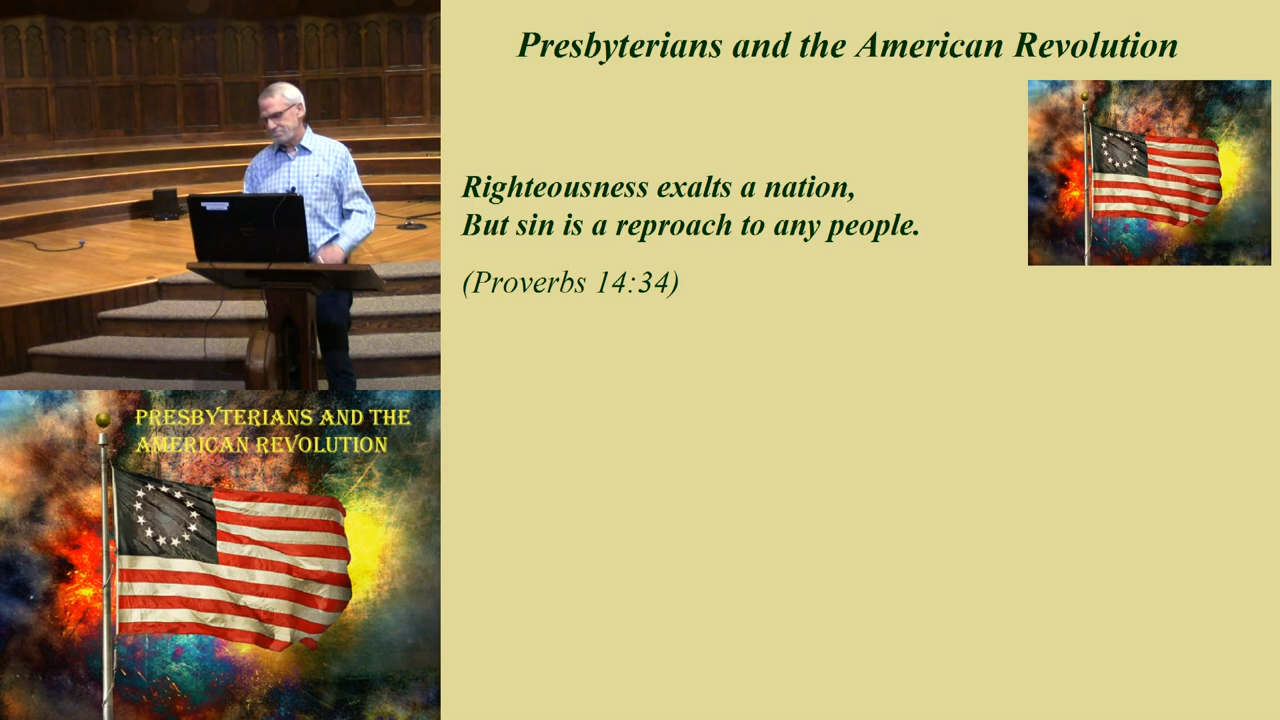 Presbyterians and the American Revolution
Righteousness exalts a nation,
But sin is a reproach to any people.
(Proverbs 14:34)
PRESBYTERIANS AND THE
AMERICAN REVOLUTION